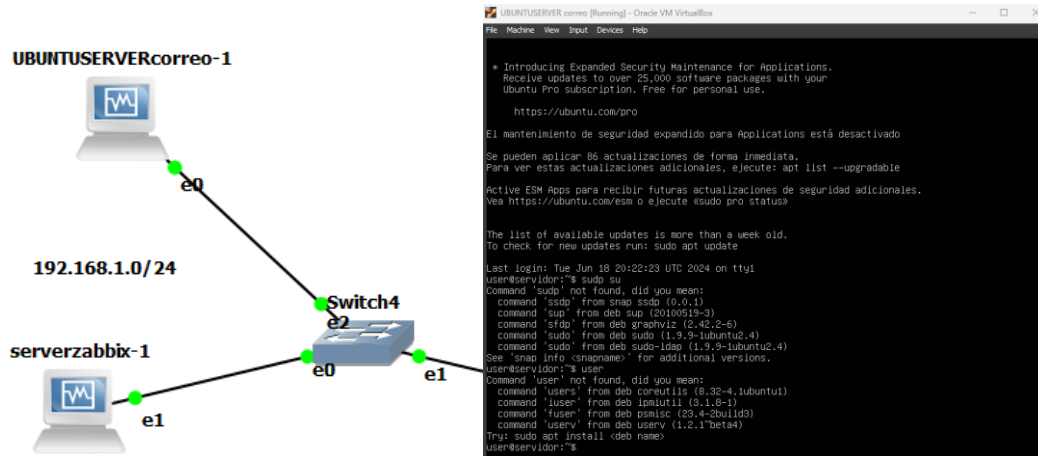 UBUNTUSERVERcorreo-1
e0
192.168.1.0/24
Switch4
e2
serverzabbix-1
e0
e1
e1
UBUNTUSERVER correo [Running] - Oracle VM VirtualBox
File Machine View Input Devices Help
* Introducing Expanded Security Maintenance for Applications.
Receive updates to over 25,000 software packages with your
Ubuntu Pro subscription. Free for personal use.
https://ubuntu.com/pro
El mantenimiento de seguridad expandido para Applications está desactivado
Se pueden aplicar 86 actualizaciones de forma inmediata.
Para ver estas actualizaciones adicionales, ejecute: apt list --upgradable
Active ESM Apps para recibir futuras actualizaciones de seguridad adicionales.
Vea https://ubuntu.com/esm o ejecute «sudo pro status»
The list of available updates is more than a week old.
To check for new updates run: sudo apt update
Last login: Tue Jun 18 20:22:23 UTC 2024 on tty1
user@servidor:~$ sudp su
Command 'sudp' not found, did you mean:
command 'ssdp' from snap ssdp (0.0.1)
command 'sup' from deb sup (20100519-3)
command 'sfdp' from deb graphviz (2.42.2-6)
command 'sudo' from deb sudo (1.9.9-1ubuntu2.4)
command 'sudo' from deb sudo-ldap (1.9.9-1ubuntu2.4)
See 'snap info <snapname>' for additional versions.
user@servidor:~$ user
Command 'user' not found, did you mean:
command 'users' from deb coreutils (8.32-4.1ubuntu1)
command 'iuser' from deb ipmiutil (3.1.8-1)
command 'fuser' from deb psmisc (23.4-2build3)
command 'userv' from deb userv (1.2.1~beta4)
Try: sudo apt install <deb name>
user@servidor:~$